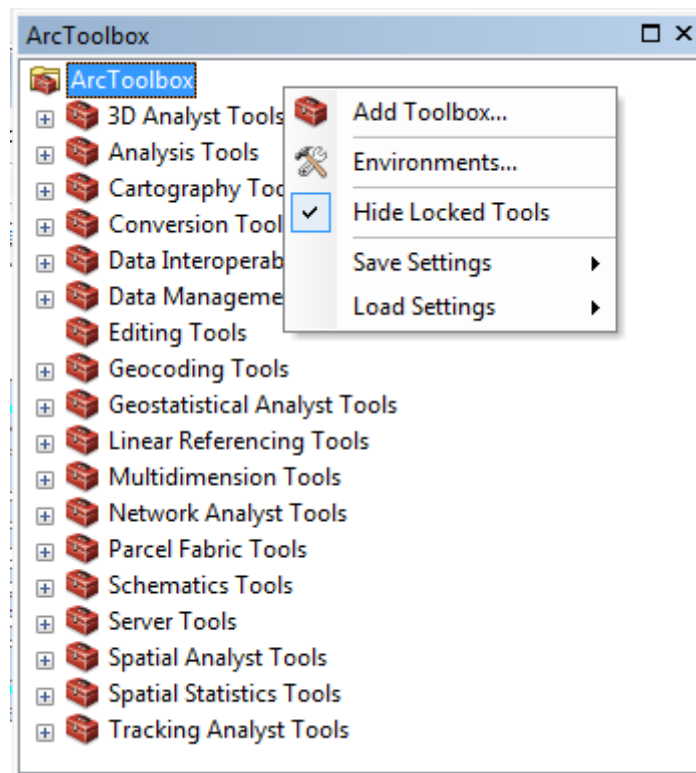 ArcToolbox
ArcToolbox
3D Analyst Tools
Add Toolbox...
Analysis Tools
Environments...
Cartography Too
Hide Locked Tools
Conversion Tool
Data Interoperab
Save Settings
Data Manageme
Load Settings
Editing Tools
Geocoding Tools
Geostatistical Analyst Tools
Linear Referencing Tools
Multidimension Tools
Network Analyst Tools
Parcel Fabric Tools
Schematics Tools
Server Tools
Spatial Analyst Tools
Spatial Statistics Tools
Tracking Analyst Tools